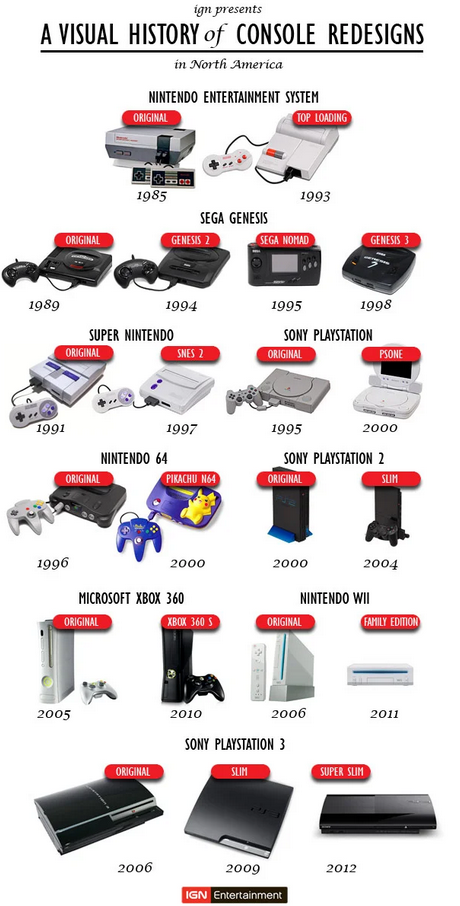 ign presents
A VISUAL HISTORY of CONSOLE REDESIGNS
in North America
NINTENDO ENTERTAINMENT SYSTEM
ORIGINAL
TOP LOADING
1985
1993
SEGA GENESIS
ORIGINAL
GENESIS 2
SEGA NOMAD
GENESIS 3
1989
1994
1995
1998
SUPER NINTENDO
SONY PLAYSTATION
ORIGINAL
SNES 2
ORIGINAL
PSONE
1991
1997
1995
2000
NINTENDO 64
SONY PLAYSTATION 2
ORIGINAL
PIKACHU N64
ORIGINAL
SLIM
1996
2000
2000
2004
MICROSOFT XBOX 360
NINTENDO WII
ORIGINAL
XBOX 360 S
ORIGINAL
FAMILY EDITION
2005
2010
2006
2011
SONY PLAYSTATION 3
ORIGINAL
SLIM
SUPER SLIM
2006
2009
2012
IGN Entertainment